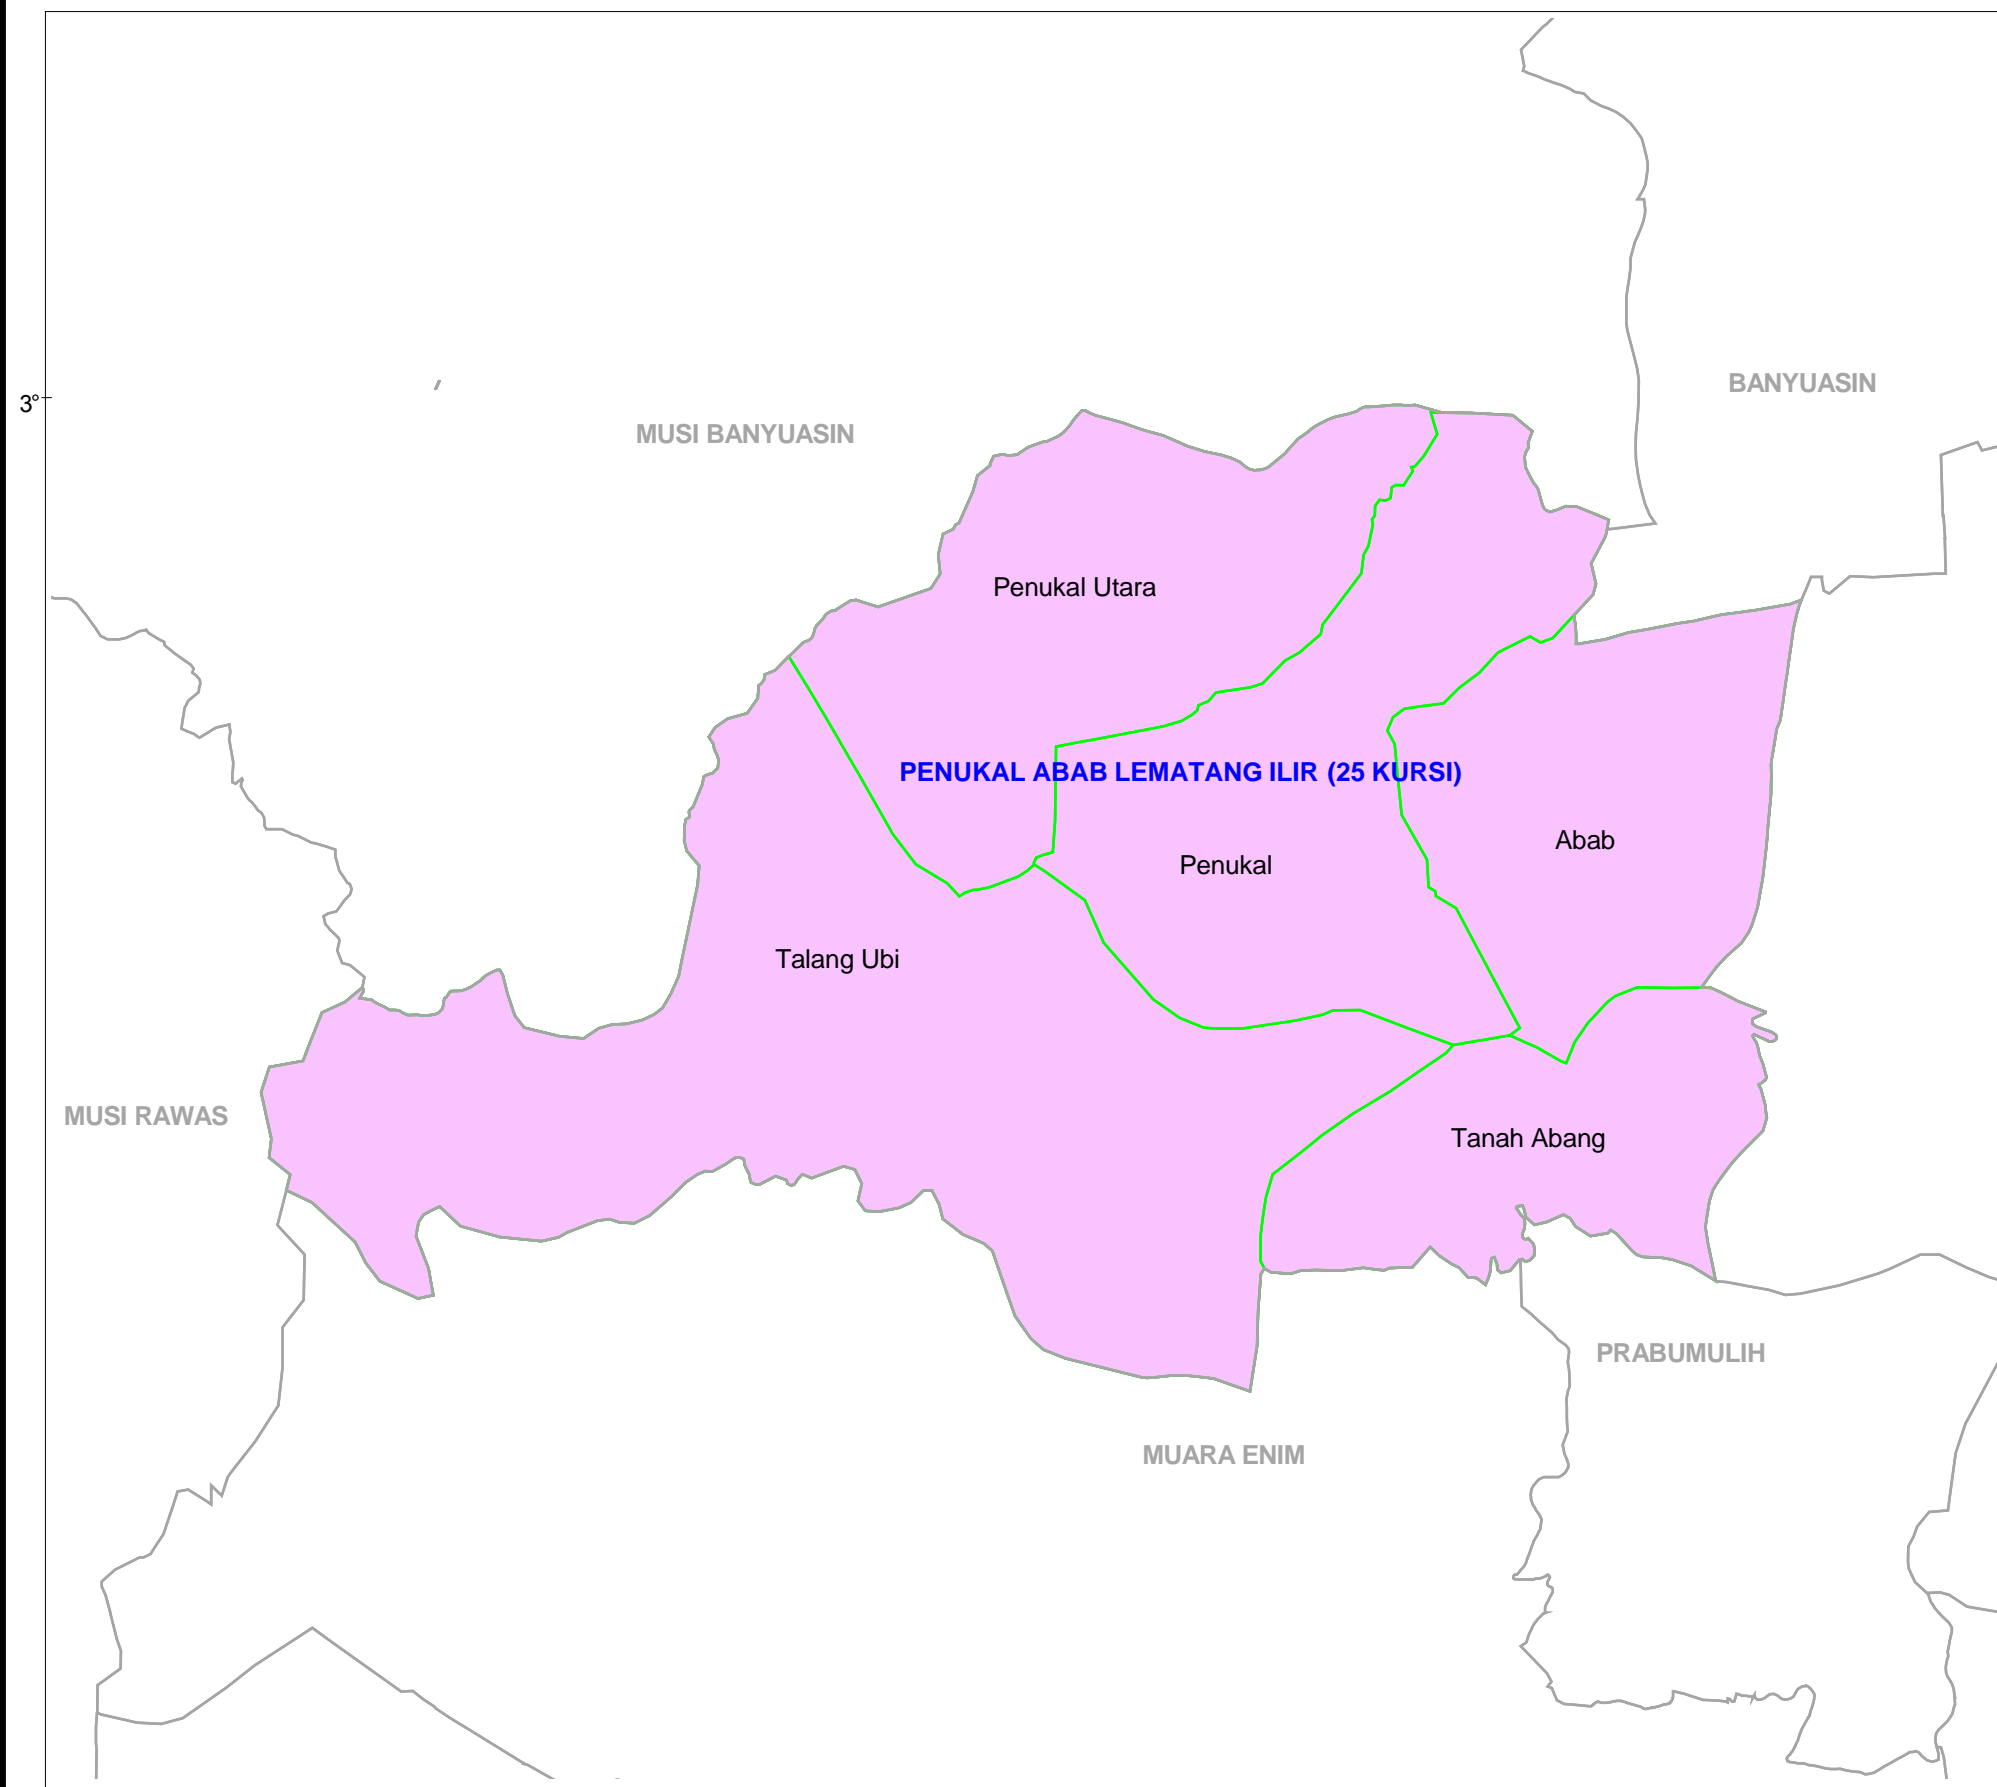 BANYUASIN
3°
MUSI BANYUASIN
Penukal Utara
PENUKAL ABAB LEMATANG ILIR (25 KURSI)
Abab
Penukal
Talang Ubi
MUSI RAWAS
Tanah Abang
PRABUMULIH
MUARA ENIM